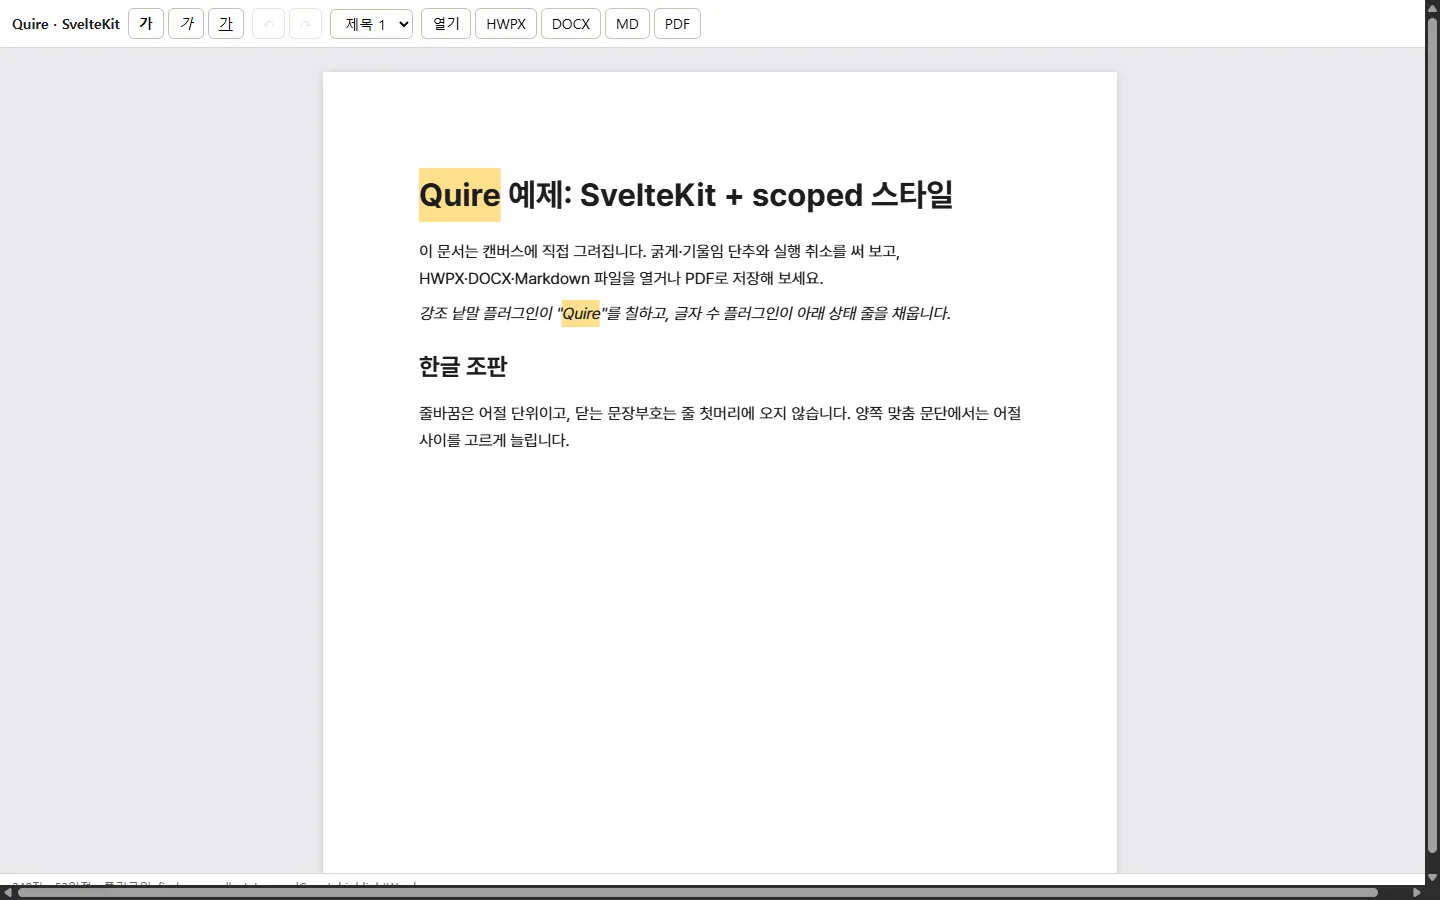 Quire · SvelteKit 가 가 가 제목 1 열기 HWPX DOCX MD PDF
Quire 예제: SvelteKit + scoped 스타일
이 문서는 캔버스에 직접 그려집니다. 굵게·기울임 단추와 실행 취소를 써 보고,
HWPX·DOCX·Markdown 파일을 열거나 PDF로 저장해 보세요.
강조 낱말 플러그인이 "Quire"를 칠하고, 글자 수 플러그인이 아래 상태 줄을 채웁니다.
한글 조판
줄바꿈은 어절 단위이고, 닫는 문장부호는 줄 첫머리에 오지 않습니다. 양쪽 맞춤 문단에서는 어절
사이를 고르게 늘립니다.